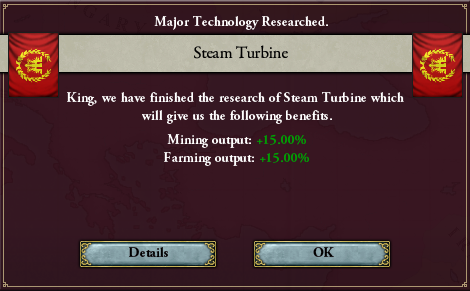 Major Technology Researched.
Steam Turbine
King, we have finished the research of Steam Turbine which
will give us the following benefits.
Mining output: +15.00%
Farming output: +15.00%
Details
OK